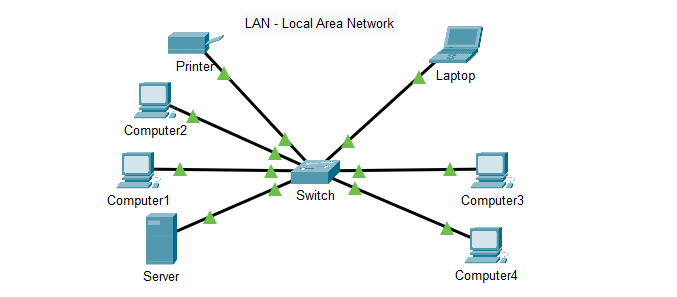 LAN - Local Area Network
Printer
Laptop
Computer2
Computer1
Switch
Computer3
Server
Computer4